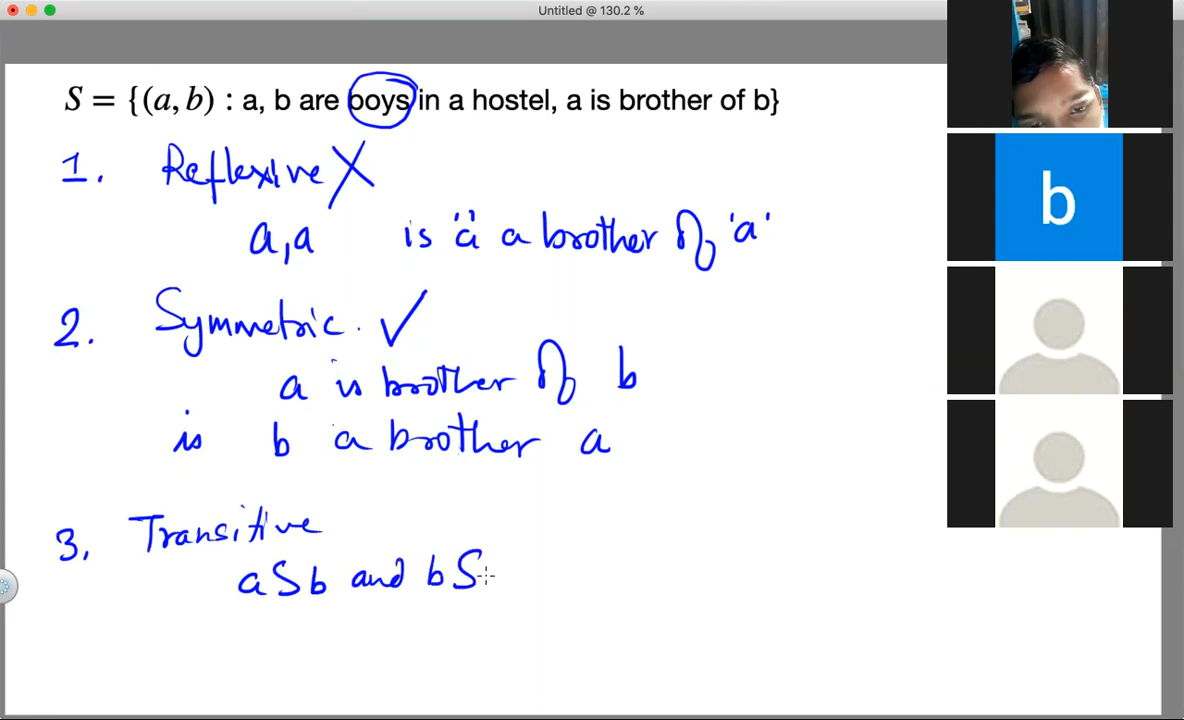 Untitled @ 130.2 %
S = {(a, b) : a, b are boys in a hostel, a is brother of b}
1. Reflexive X
a,a is "a" a brother of 'a'
2. Symmetric. ✓
a is brother of b
is b a brother a
3. Transitive
aSb and bS
b